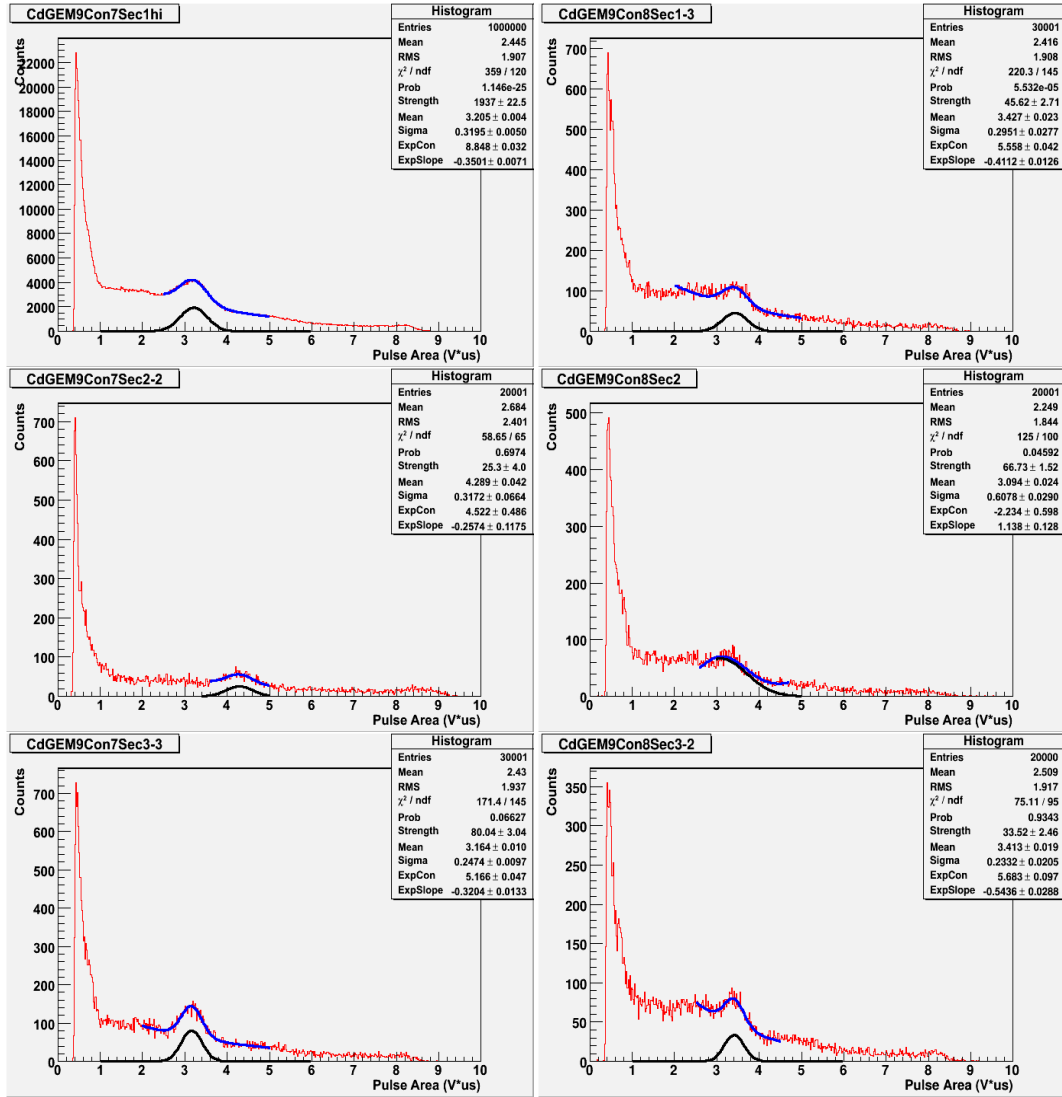 CdGEM9Con7Sec1hi
Histogram
Entries 1000000
Mean 2.445
RMS 1.907
χ² / ndf 359 / 120
Prob 1.146e-25
Strength 1937 ± 22.5
Mean 3.205 ± 0.004
Sigma 0.3195 ± 0.0050
ExpCon 8.848 ± 0.032
ExpSlope -0.3501 ± 0.0071
Counts
22000
20000
18000
16000
14000
12000
10000
8000
6000
4000
2000
0
0 1 2 3 4 5 6 7 8 9 10
Pulse Area (V*us)
CdGEM9Con8Sec1-3
Histogram
Entries 30001
Mean 2.416
RMS 1.908
χ² / ndf 220.3 / 145
Prob 5.532e-05
Strength 45.62 ± 2.71
Mean 3.427 ± 0.023
Sigma 0.2951 ± 0.0277
ExpCon 5.558 ± 0.042
ExpSlope -0.4112 ± 0.0126
Counts
700
600
500
400
300
200
100
0
0 1 2 3 4 5 6 7 8 9 10
Pulse Area (V*us)
CdGEM9Con7Sec2-2
Histogram
Entries 20001
Mean 2.684
RMS 2.401
χ² / ndf 58.65 / 65
Prob 0.6974
Strength 25.3 ± 4.0
Mean 4.289 ± 0.042
Sigma 0.3172 ± 0.0664
ExpCon 4.522 ± 0.486
ExpSlope -0.2574 ± 0.1175
Counts
700
600
500
400
300
200
100
0
0 1 2 3 4 5 6 7 8 9 10
Pulse Area (V*us)
CdGEM9Con8Sec2
Histogram
Entries 20001
Mean 2.249
RMS 1.844
χ² / ndf 125 / 100
Prob 0.04592
Strength 66.73 ± 1.52
Mean 3.094 ± 0.024
Sigma 0.6078 ± 0.0290
ExpCon -2.234 ± 0.598
ExpSlope 1.138 ± 0.128
Counts
500
400
300
200
100
0
0 1 2 3 4 5 6 7 8 9 10
Pulse Area (V*us)
CdGEM9Con7Sec3-3
Histogram
Entries 30001
Mean 2.43
RMS 1.937
χ² / ndf 171.4 / 145
Prob 0.06627
Strength 80.04 ± 3.04
Mean 3.164 ± 0.010
Sigma 0.2474 ± 0.0097
ExpCon 5.166 ± 0.047
ExpSlope -0.3204 ± 0.0133
Counts
700
600
500
400
300
200
100
0
0 1 2 3 4 5 6 7 8 9 10
Pulse Area (V*us)
CdGEM9Con8Sec3-2
Histogram
Entries 20000
Mean 2.509
RMS 1.917
χ² / ndf 75.11 / 95
Prob 0.9343
Strength 33.52 ± 2.46
Mean 3.413 ± 0.019
Sigma 0.2332 ± 0.0205
ExpCon 5.683 ± 0.097
ExpSlope -0.5436 ± 0.0288
Counts
350
300
250
200
150
100
50
0
0 1 2 3 4 5 6 7 8 9 10
Pulse Area (V*us)